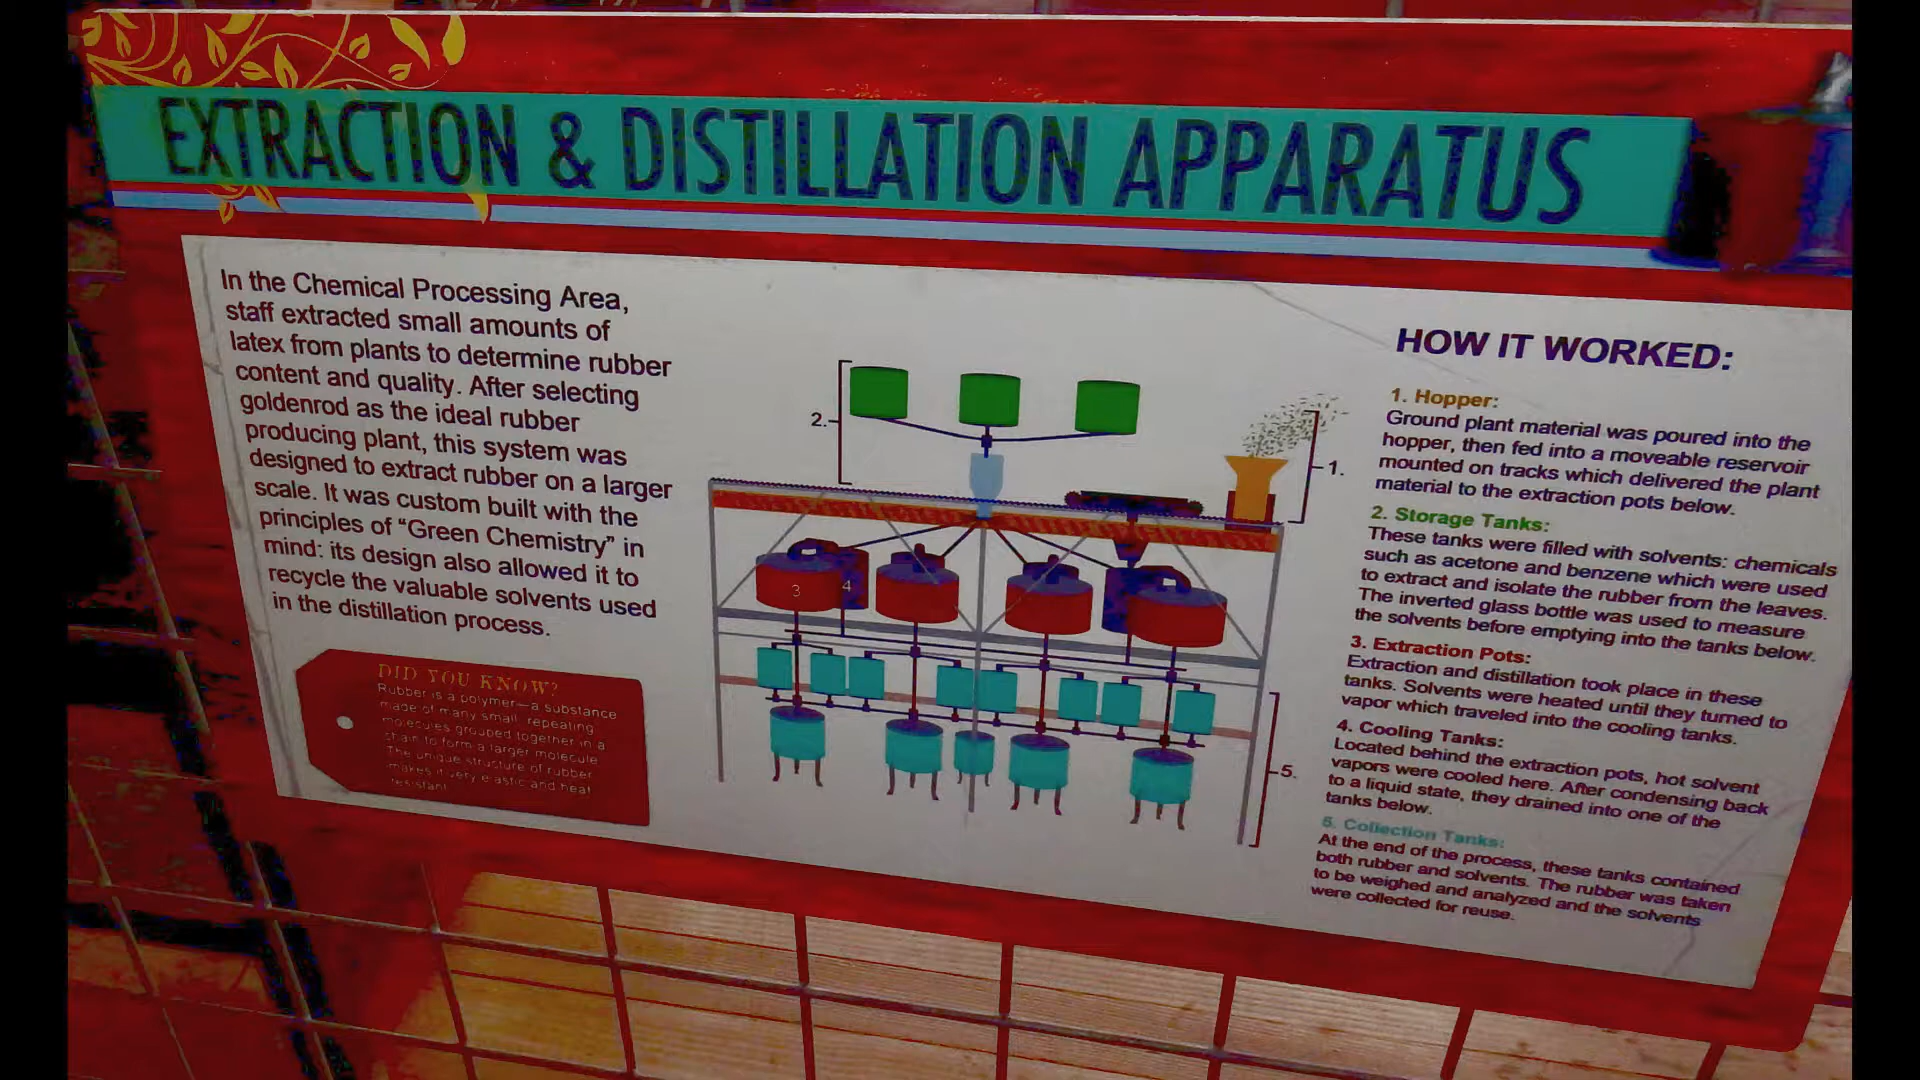 EXTRACTION & DISTILLATION APPARATUS
In the Chemical Processing Area,
staff extracted small amounts of
latex from plants to determine rubber
content and quality. After selecting
goldenrod as the ideal rubber
producing plant, this system was
designed to extract rubber on a larger
scale. It was custom built with the
principles of “Green Chemistry” in
mind: its design also allowed it to
recycle the valuable solvents used
in the distillation process.
DID YOU KNOW?
Rubber is a polymer—a substance
made of many small, repeating
molecules grouped together in a
chain to form a larger molecule.
The unique structure of rubber
makes it very elastic and heat
resistant.
2.
1.
3
4
5.
HOW IT WORKED:
1. Hopper:
Ground plant material was poured into the
hopper, then fed into a moveable reservoir
mounted on tracks which delivered the plant
material to the extraction pots below.
2. Storage Tanks:
These tanks were filled with solvents: chemicals
such as acetone and benzene which were used
to extract and isolate the rubber from the leaves.
The inverted glass bottle was used to measure
the solvents before emptying into the tanks below.
3. Extraction Pots:
Extraction and distillation took place in these
tanks. Solvents were heated until they turned to
vapor which traveled into the cooling tanks.
4. Cooling Tanks:
Located behind the extraction pots, hot solvent
vapors were cooled here. After condensing back
to a liquid state, they drained into one of the
tanks below.
5. Collection Tanks:
At the end of the process, these tanks contained
both rubber and solvents. The rubber was taken
to be weighed and analyzed and the solvents
were collected for reuse.